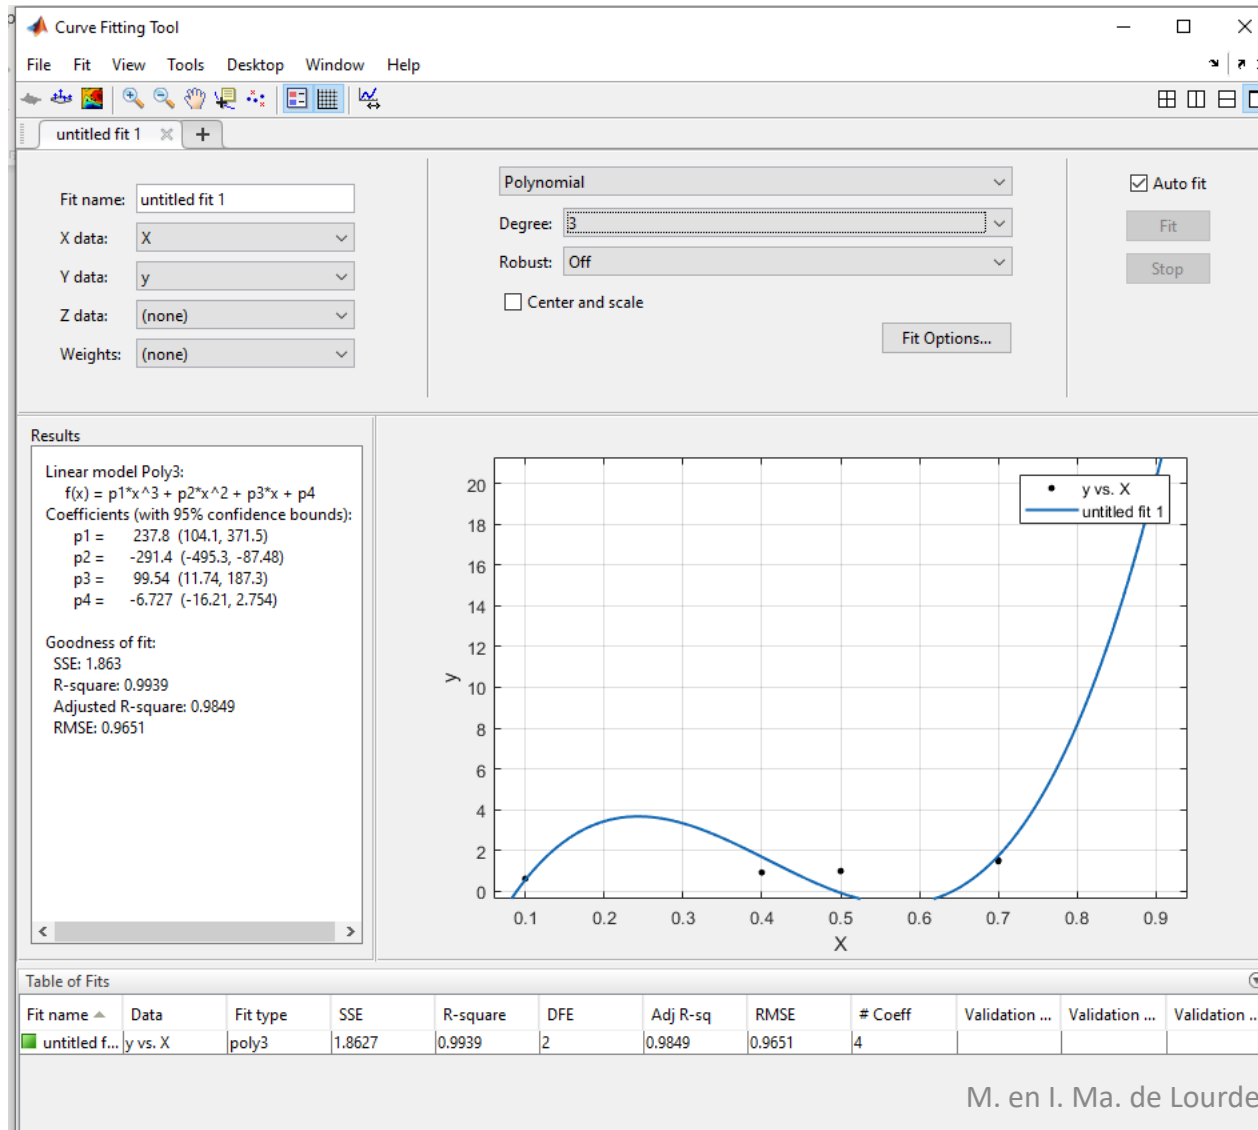 Curve Fitting Tool
File Fit View Tools Desktop Window Help
untitled fit 1
Fit name: untitled fit 1
X data: X
Y data: y
Z data: (none)
Weights: (none)
Polynomial
Degree: 3
Robust: Off
Center and scale
Fit Options...
Auto fit
Fit
Stop
Results
Linear model Poly3:
f(x) = p1*x^3 + p2*x^2 + p3*x + p4
Coefficients (with 95% confidence bounds):
p1 = 237.8 (104.1, 371.5)
p2 = -291.4 (-495.3, -87.48)
p3 = 99.54 (11.74, 187.3)
p4 = -6.727 (-16.21, 2.754)
Goodness of fit:
SSE: 1.863
R-square: 0.9939
Adjusted R-square: 0.9849
RMSE: 0.9651
y vs. X
untitled fit 1
20
18
16
14
12
10
8
6
4
2
0
y
0.1 0.2 0.3 0.4 0.5 0.6 0.7 0.8 0.9
X
Table of Fits
Fit name Data Fit type SSE R-square DFE Adj R-sq RMSE # Coeff Validation ... Validation ... Validation ...
untitled f... y vs. X poly3 1.8627 0.9939 2 0.9849 0.9651 4
M. en I. Ma. de Lourde